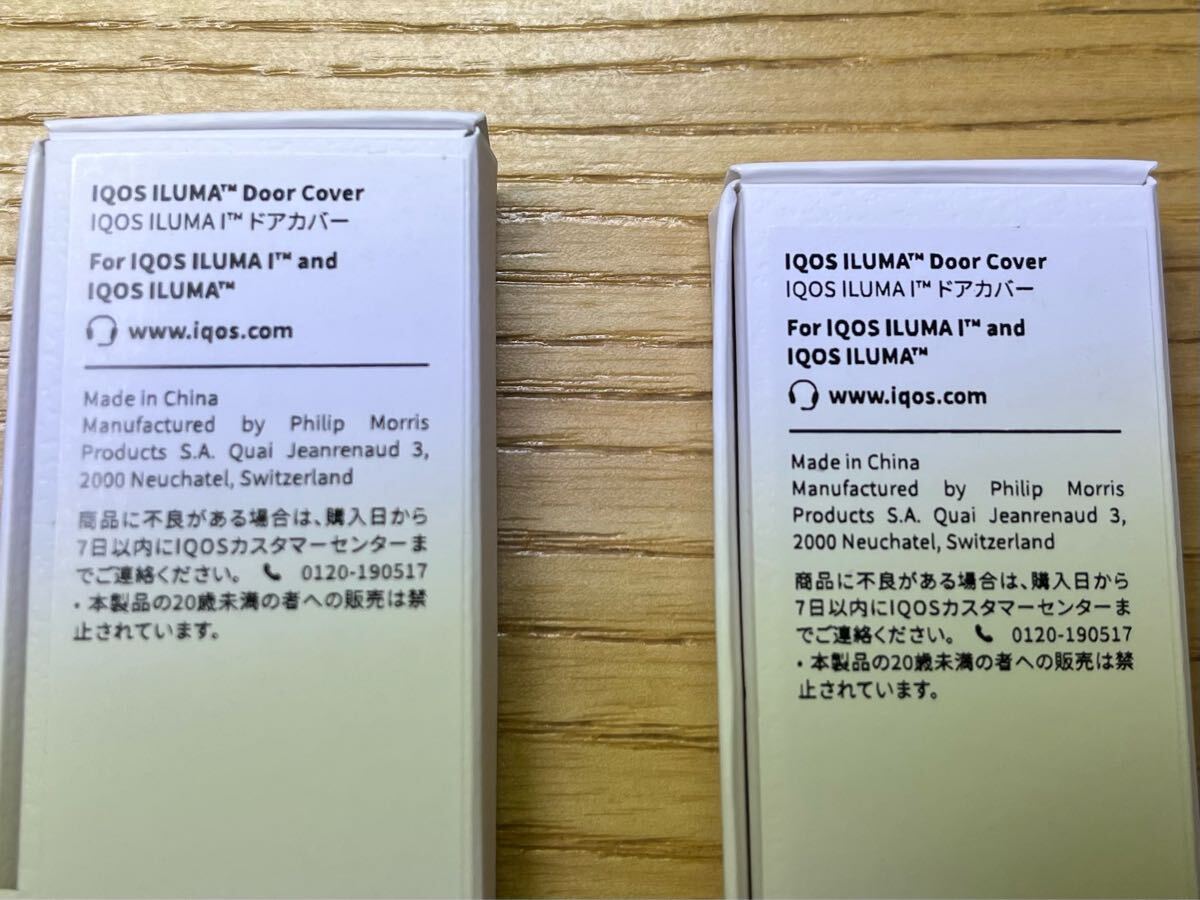 IQOS ILUMA™ Door Cover
IQOS ILUMA I™ ドアカバー
For IQOS ILUMA I™ and
IQOS ILUMA™
www.iqos.com
Made in China
Manufactured by Philip Morris
Products S.A. Quai Jeanrenaud 3,
2000 Neuchatel, Switzerland
商品に不良がある場合は、購入日から
7日以内にIQOSカスタマーセンターま
でご連絡ください。 0120-190517
・本製品の20歳未満の者への販売は禁
止されています。
IQOS ILUMA™ Door Cover
IQOS ILUMA I™ ドアカバー
For IQOS ILUMA I™ and
IQOS ILUMA™
www.iqos.com
Made in China
Manufactured by Philip Morris
Products S.A. Quai Jeanrenaud 3,
2000 Neuchatel, Switzerland
商品に不良がある場合は、購入日から
7日以内にIQOSカスタマーセンターま
でご連絡ください。 0120-190517
・本製品の20歳未満の者への販売は禁
止されています。